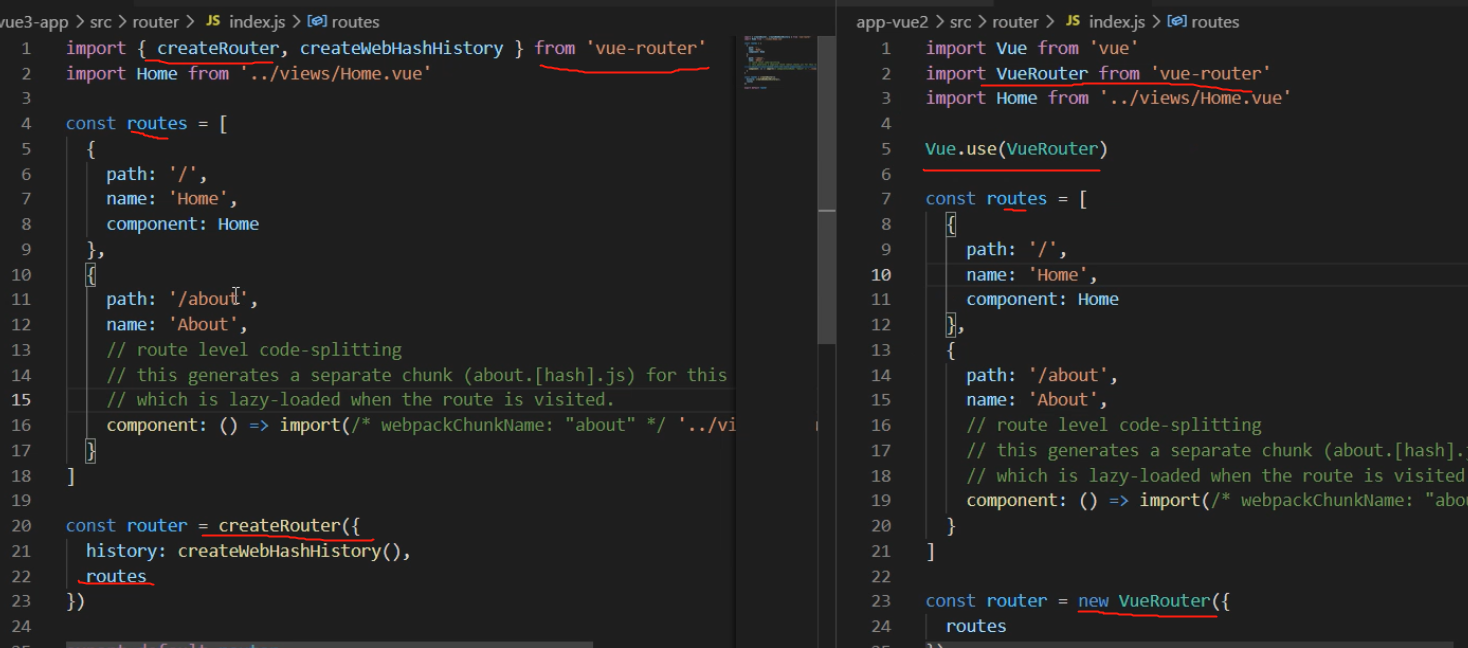 vue3-app > src > router > JS index.js > routes
1 import { createRouter, createWebHashHistory } from 'vue-router'
2 import Home from '../views/Home.vue'
3
4 const routes = [
5 {
6 path: '/',
7 name: 'Home',
8 component: Home
9 },
10 {
11 path: '/about',
12 name: 'About',
13 // route level code-splitting
14 // this generates a separate chunk (about.[hash].js) for this
15 // which is lazy-loaded when the route is visited.
16 component: () => import(/* webpackChunkName: "about" */ '../vi
17 }
18 ]
19
20 const router = createRouter({
21 history: createWebHashHistory(),
22 routes
23 })
24
app-vue2 > src > router > JS index.js > routes
1 import Vue from 'vue'
2 import VueRouter from 'vue-router'
3 import Home from '../views/Home.vue'
4
5 Vue.use(VueRouter)
6
7 const routes = [
8 {
9 path: '/',
10 name: 'Home',
11 component: Home
12 },
13 {
14 path: '/about',
15 name: 'About',
16 // route level code-splitting
17 // this generates a separate chunk (about.[hash].j
18 // which is lazy-loaded when the route is visited
19 component: () => import(/* webpackChunkName: "abou
20 }
21 ]
22
23 const router = new VueRouter({
24 routes